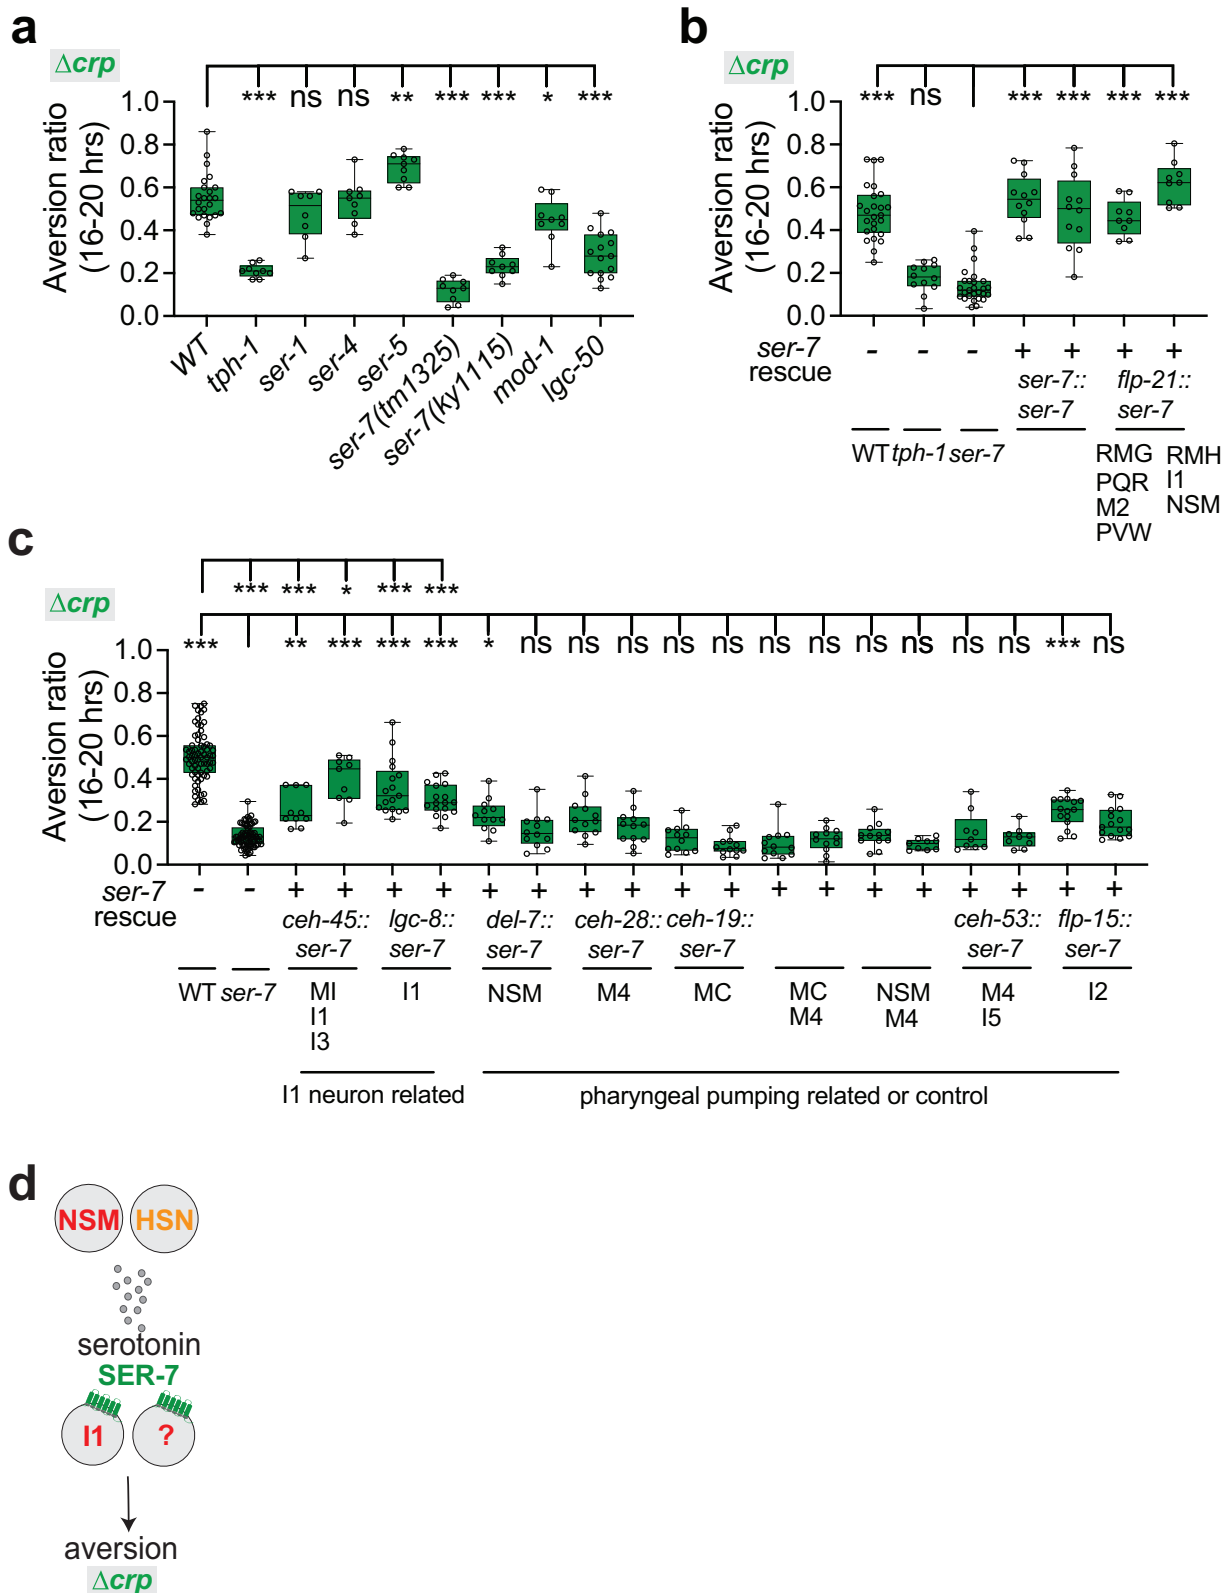 a
Δcrp
*** ns ns ** *** *** * ***
Aversion ratio
(16-20 hrs)
1.0
0.8
0.6
0.4
0.2
0.0
WT
tph-1
ser-1
ser-4
ser-5
ser-7(tm1325)
ser-7(ky1115)
mod-1
lgc-50
b
Δcrp
*** ns *** *** *** ***
Aversion ratio
(16-20 hrs)
1.0
0.8
0.6
0.4
0.2
0.0
ser-7
rescue
- - - + + + +
ser-7:: flp-21::
ser-7 ser-7
WT tph-1 ser-7
RMG
PQR
M2
PVW
RMH
I1
NSM
c
*** *** * *** ***
Δcrp
*** ** *** *** *** * ns ns ns ns ns ns ns ns ns ns ns *** ns
Aversion ratio
(16-20 hrs)
1.0
0.8
0.6
0.4
0.2
0.0
ser-7
rescue
- - + + + + + + + + + + + + + + + + + +
ceh-45:: lgc-8:: del-7:: ceh-28:: ceh-19:: ceh-53:: flp-15::
ser-7 ser-7 ser-7 ser-7 ser-7 ser-7 ser-7
WT ser-7 MI I1 NSM M4 MC MC NSM M4 I2
I1 M4 M4 I5
I3
I1 neuron related
pharyngeal pumping related or control
d
NSM HSN
serotonin
SER-7
I1 ?
aversion
Δcrp